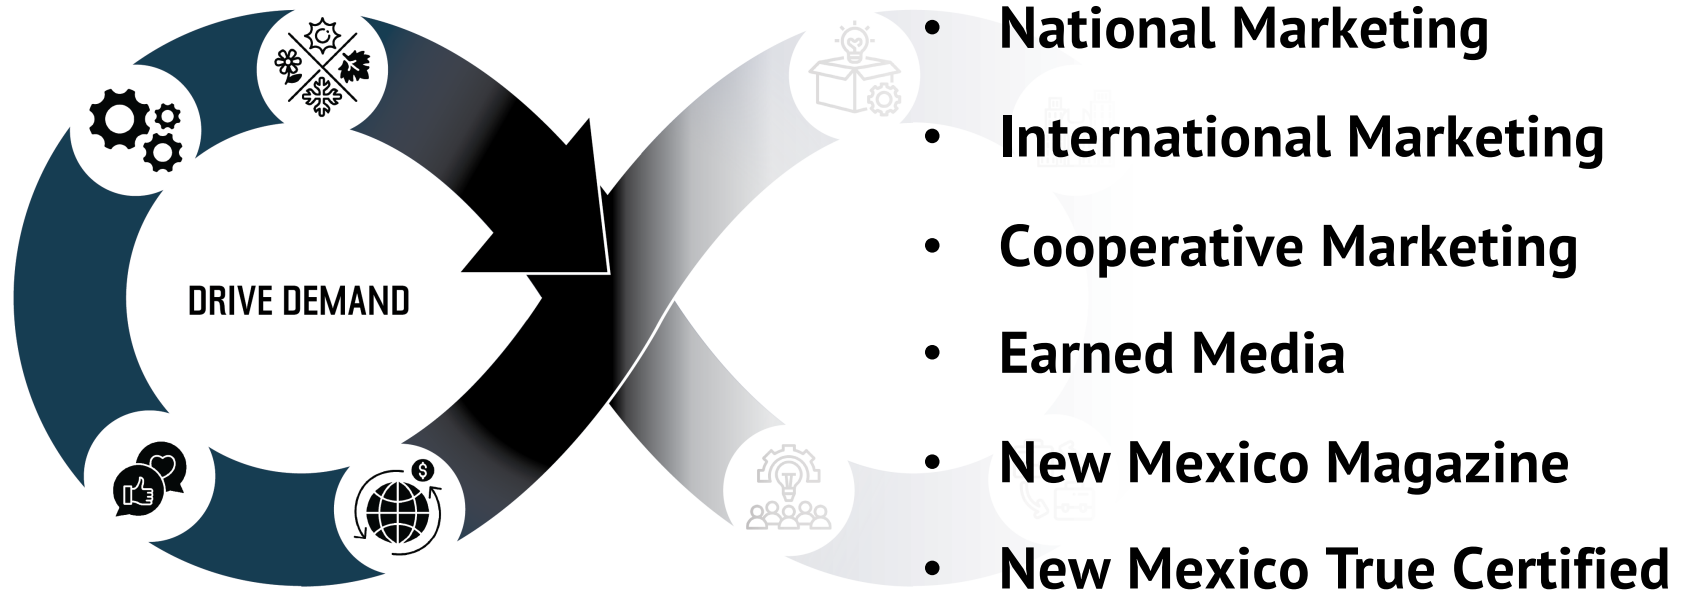 DRIVE DEMAND
• National Marketing
• International Marketing
• Cooperative Marketing
• Earned Media
• New Mexico Magazine
• New Mexico True Certified
$